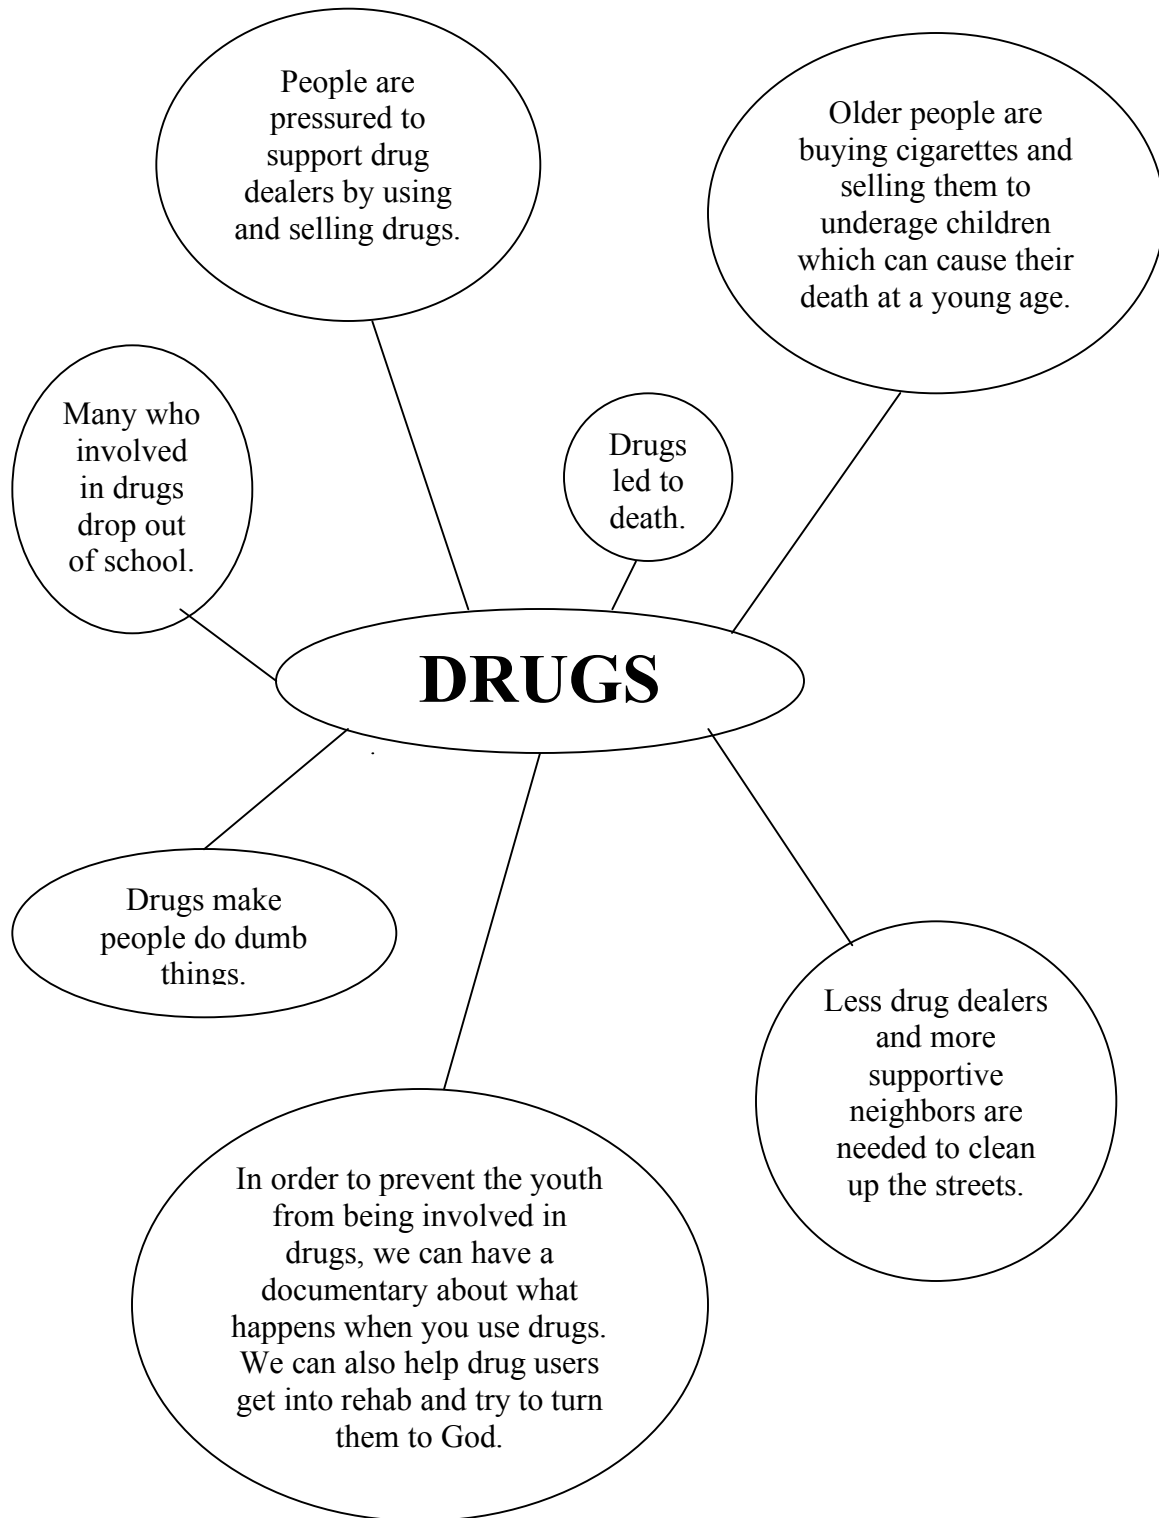 People are
pressured to
support drug
dealers by using
and selling drugs.
Older people are
buying cigarettes and
selling them to
underage children
which can cause their
death at a young age.
Many who
involved
in drugs
drop out
of school.
Drugs
led to
death.
DRUGS
Drugs make
people do dumb
things.
Less drug dealers
and more
supportive
neighbors are
needed to clean
up the streets.
In order to prevent the youth
from being involved in
drugs, we can have a
documentary about what
happens when you use drugs.
We can also help drug users
get into rehab and try to turn
them to God.